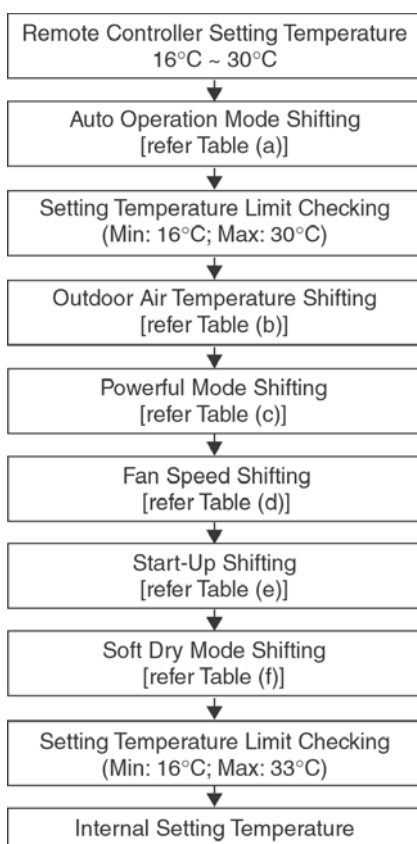 Remote Controller Setting Temperature
16°C ~ 30°C
Auto Operation Mode Shifting
[refer Table (a)]
Setting Temperature Limit Checking
(Min: 16°C; Max: 30°C)
Outdoor Air Temperature Shifting
[refer Table (b)]
Powerful Mode Shifting
[refer Table (c)]
Fan Speed Shifting
[refer Table (d)]
Start-Up Shifting
[refer Table (e)]
Soft Dry Mode Shifting
[refer Table (f)]
Setting Temperature Limit Checking
(Min: 16°C; Max: 33°C)
Internal Setting Temperature